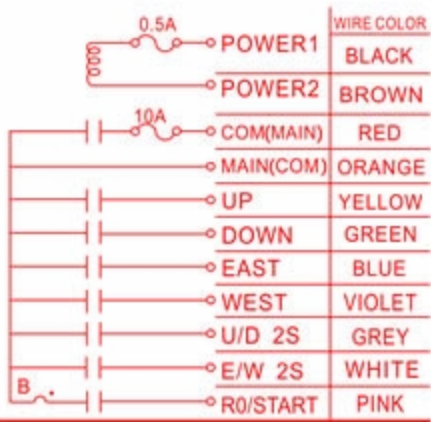 WIRE COLOR
0.5A POWER1 BLACK
POWER2 BROWN
10A COM(MAIN) RED
MAIN(COM) ORANGE
UP YELLOW
DOWN GREEN
EAST BLUE
WEST VIOLET
U/D 2S GREY
E/W 2S WHITE
B R0/START PINK